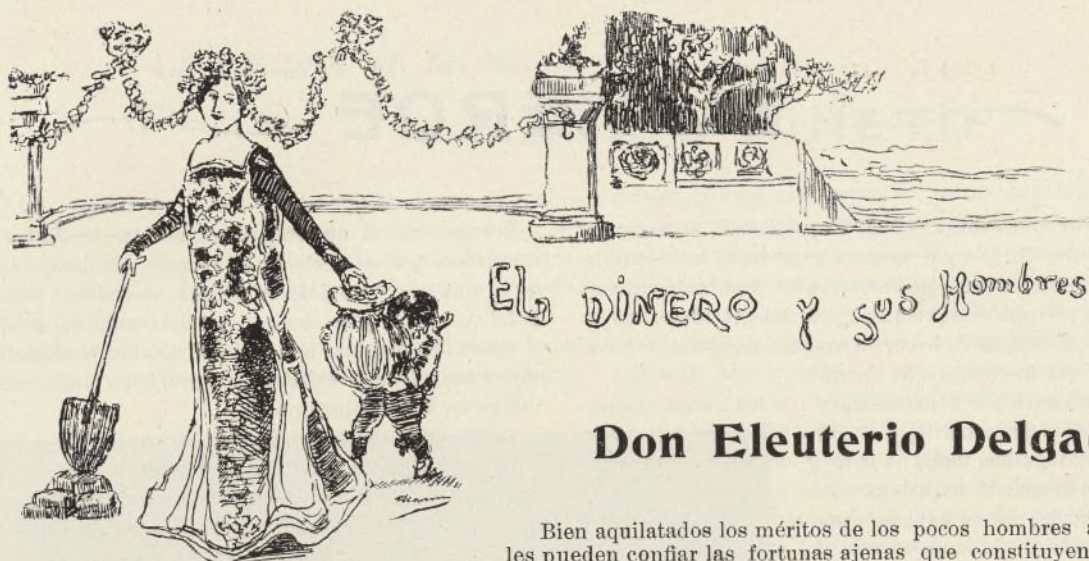 EL DINERO y sus Hombres
Don Eleuterio Delga
Bien aquilatados los méritos de los pocos hombres a
les pueden confiar las fortunas ajenas que constituyen